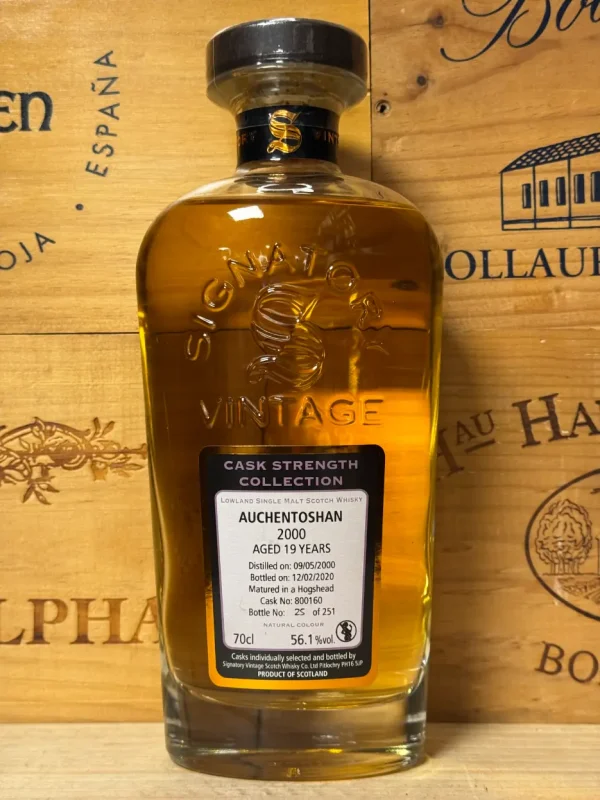 EN
ESPAÑA
OJA
OLLAU
AU HA
LPHA
BO
S VINT
SIGNATORY
VINTAGE
CASK STRENGTH
COLLECTION
LOWLAND SINGLE MALT SCOTCH WHISKY
AUCHENTOSHAN
2000
AGED 19 YEARS
Distilled on: 09/05/2000
Bottled on: 12/02/2020
Matured in a Hogshead
Cask No: 800160
Bottle No: 25 of 251
NATURAL COLOUR
70cl 56.1%vol.
Casks individually selected and bottled by
Signatory Vintage Scotch Whisky Co. Ltd Pitlochry PH16 5JP
PRODUCT OF SCOTLAND